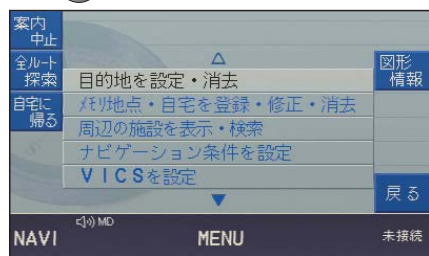 案内
中止
全ルート
探索
自宅に
帰る
△
目的地を設定・消去
メモリ地点・自宅を登録・修正・消去
周辺の施設を表示・検索
ナビゲーション条件を設定
VICSを設定
▼
図形
情報
戻る
NAVI
MD
MENU
未接続